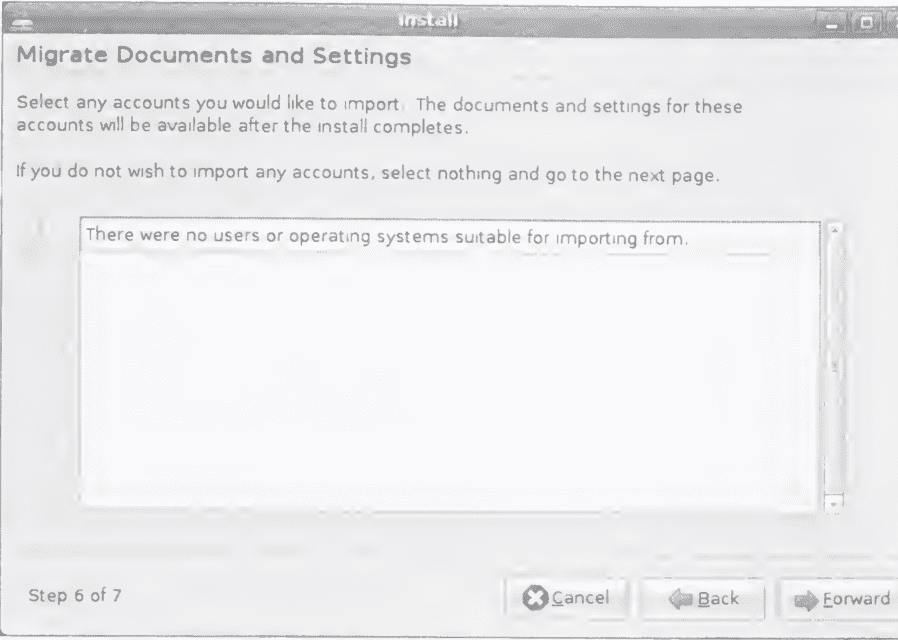 Install
Migrate Documents and Settings
Select any accounts you would like to import. The documents and settings for these
accounts will be available after the install completes.
If you do not wish to import any accounts, select nothing and go to the next page.
There were no users or operating systems suitable for importing from.
Step 6 of 7
Cancel
Back
Forward